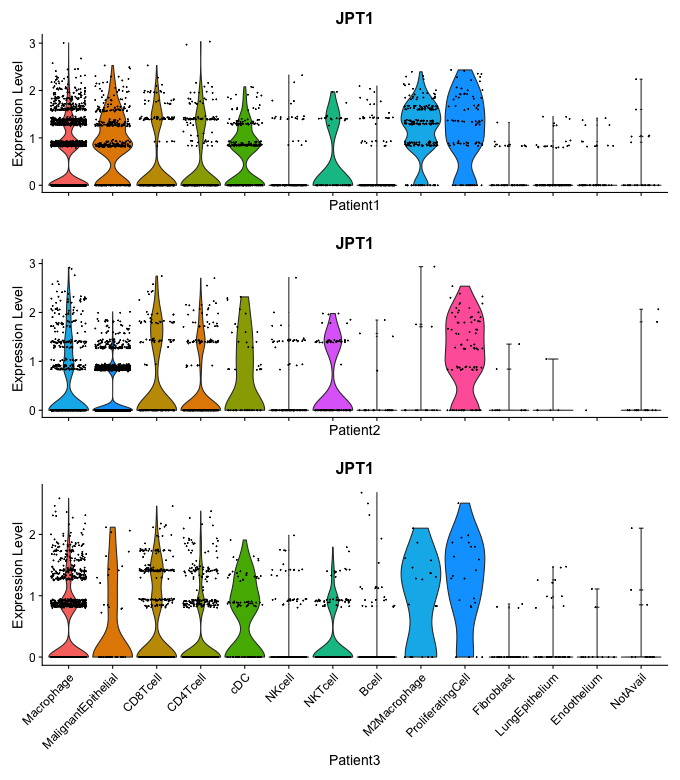 JPT1
Expression Level
3
2
1
0
Patient1
JPT1
Expression Level
3
2
1
0
Patient2
JPT1
Expression Level
2
1
0
Macrophage
MalignantEpithelial
CD8Tcell
CD4Tcell
cDC
NKcell
NKTcell
Bcell
M2Macrophage
ProliferatingCell
Fibroblast
LungEpithelium
Endothelium
NotAvail
Patient3